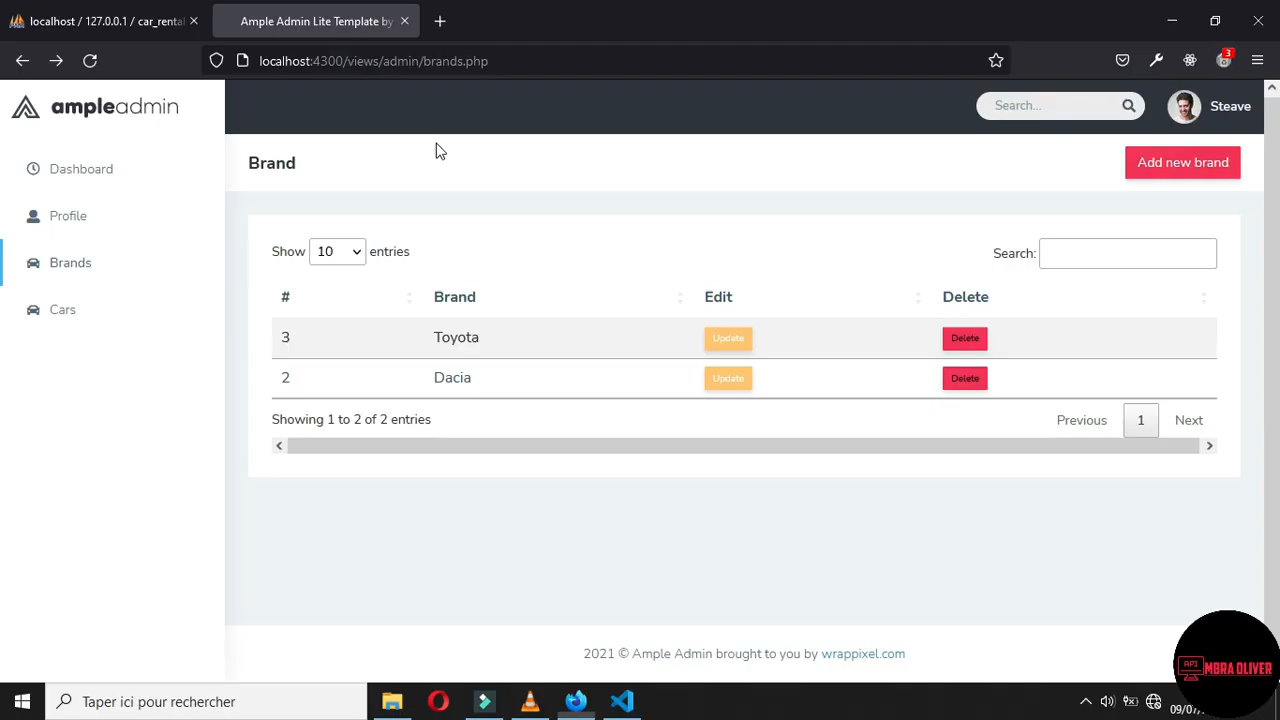 localhost / 127.0.0.1 / car_rental
Ample Admin Lite Template by
localhost:4300/views/admin/brands.php
3
ampleadmin
Search...
Steave
Dashboard
Profile
Brands
Cars
Brand
Add new brand
Show 10 entries
Search:
# Brand Edit Delete
3 Toyota Update Delete
2 Dacia Update Delete
Showing 1 to 2 of 2 entries
Previous 1 Next
2021 © Ample Admin brought to you by wrappixel.com
API
MBRA OLIVER
Taper ici pour rechercher